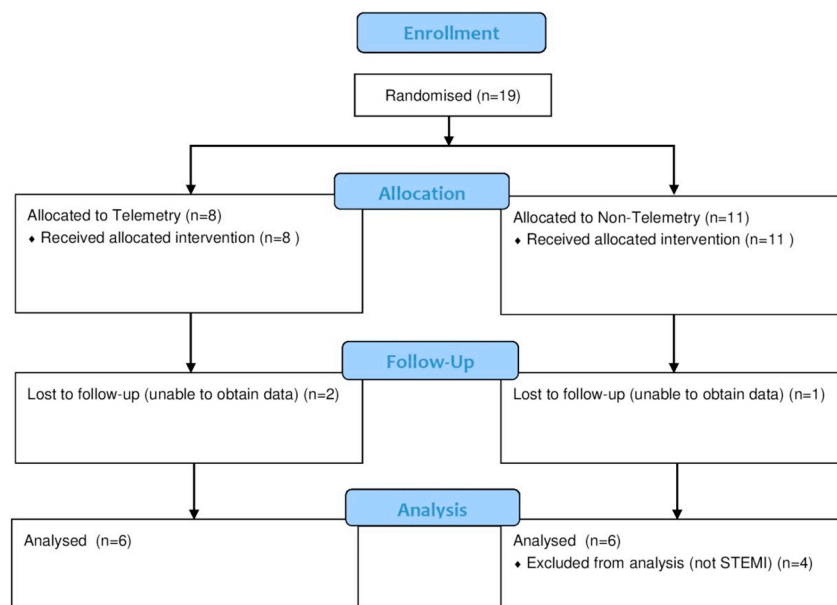 Enrollment
Randomised (n=19)
Allocation
Allocated to Telemetry (n=8)
♦ Received allocated intervention (n=8 )
Allocated to Non-Telemetry (n=11)
♦ Received allocated intervention (n=11 )
Follow-Up
Lost to follow-up (unable to obtain data) (n=2)
Lost to follow-up (unable to obtain data) (n=1)
Analysis
Analysed (n=6)
Analysed (n=6)
♦ Excluded from analysis (not STEMI) (n=4)